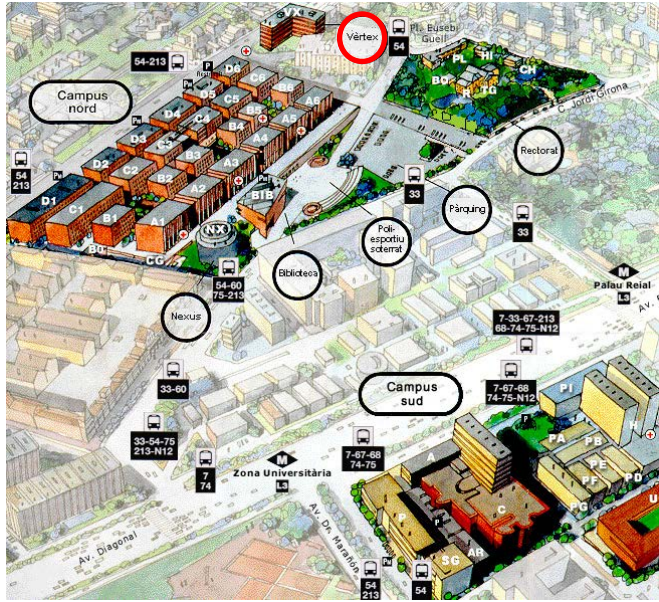 VèrteX
54
Pl. Eusebi
Güell
54-213
P
Campus
nord
PL
HI
BO
R
TG
CH
C. Jordi Girona
Rectorat
D6
C6
B6
A6
D5
C5
B5
A5
D4
C4
B4
A4
D3
C3
B3
A3
D2
C2
B2
A2
D1
C1
B1
A1
54
213
BIB
NX
CG
33
Pàrquing
33
Poli-
esportiu
soterrat
Biblioteca
54-60
75-213
Nexus
M
Palau Reial
L3
Av.
7-33-67-213
68-74-75-N12
33-60
Campus
sud
7-67-68
74-75-N12
33-54-75
213-N12
7
74
M
Zona Universitària
L3
7-67-68
74-75
PI
H
P
PA
PB
PE
PF
PD
PG
U
A
C
P
P
AR
SG
Av. Diagonal
Av. Dr. Marañón
54
213
54